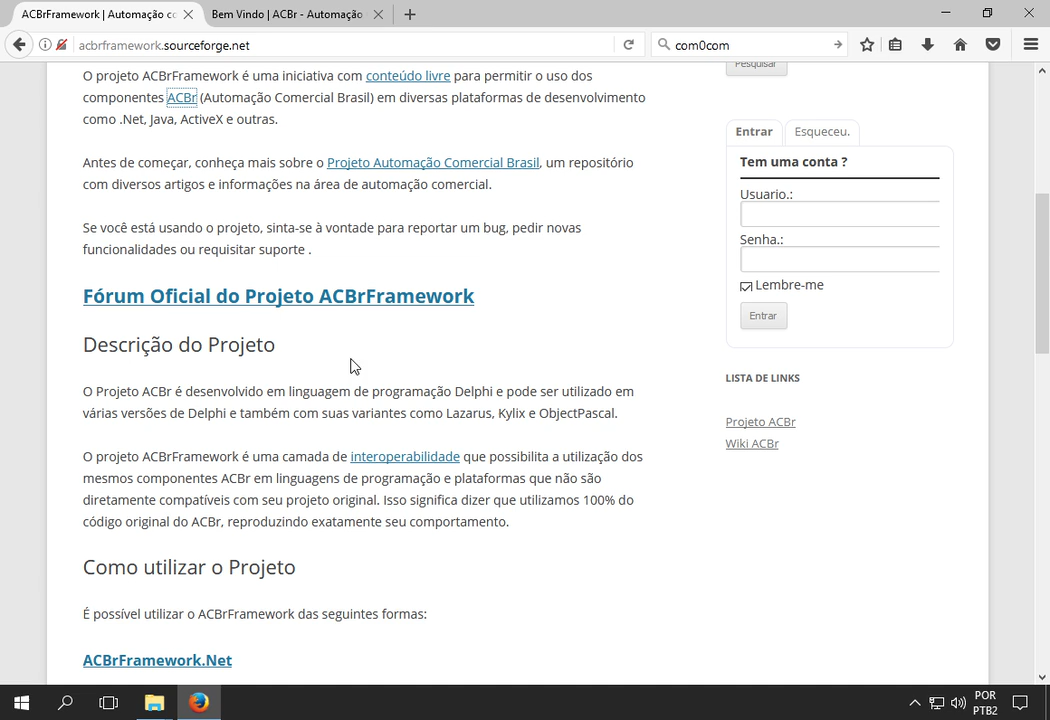 ACBrFramework | Automação co
Bem Vindo | ACBr - Automação
acbrframework.sourceforge.net
com0com
O projeto ACBrFramework é uma iniciativa com conteúdo livre para permitir o uso dos
componentes ACBr (Automação Comercial Brasil) em diversas plataformas de desenvolvimento
como .Net, Java, ActiveX e outras.
Antes de começar, conheça mais sobre o Projeto Automação Comercial Brasil, um repositório
com diversos artigos e informações na área de automação comercial.
Se você está usando o projeto, sinta-se à vontade para reportar um bug, pedir novas
funcionalidades ou requisitar suporte .
Fórum Oficial do Projeto ACBrFramework
Descrição do Projeto
O Projeto ACBr é desenvolvido em linguagem de programação Delphi e pode ser utilizado em
várias versões de Delphi e também com suas variantes como Lazarus, Kylix e ObjectPascal.
O projeto ACBrFramework é uma camada de interoperabilidade que possibilita a utilização dos
mesmos componentes ACBr em linguagens de programação e plataformas que não são
diretamente compatíveis com seu projeto original. Isso significa dizer que utilizamos 100% do
código original do ACBr, reproduzindo exatamente seu comportamento.
Como utilizar o Projeto
É possível utilizar o ACBrFramework das seguintes formas:
ACBrFramework.Net
Pesquisar
Entrar
Esqueceu.
Tem uma conta ?
Usuario.:
Senha.:
Lembre-me
Entrar
LISTA DE LINKS
Projeto ACBr
Wiki ACBr
POR
PTB2